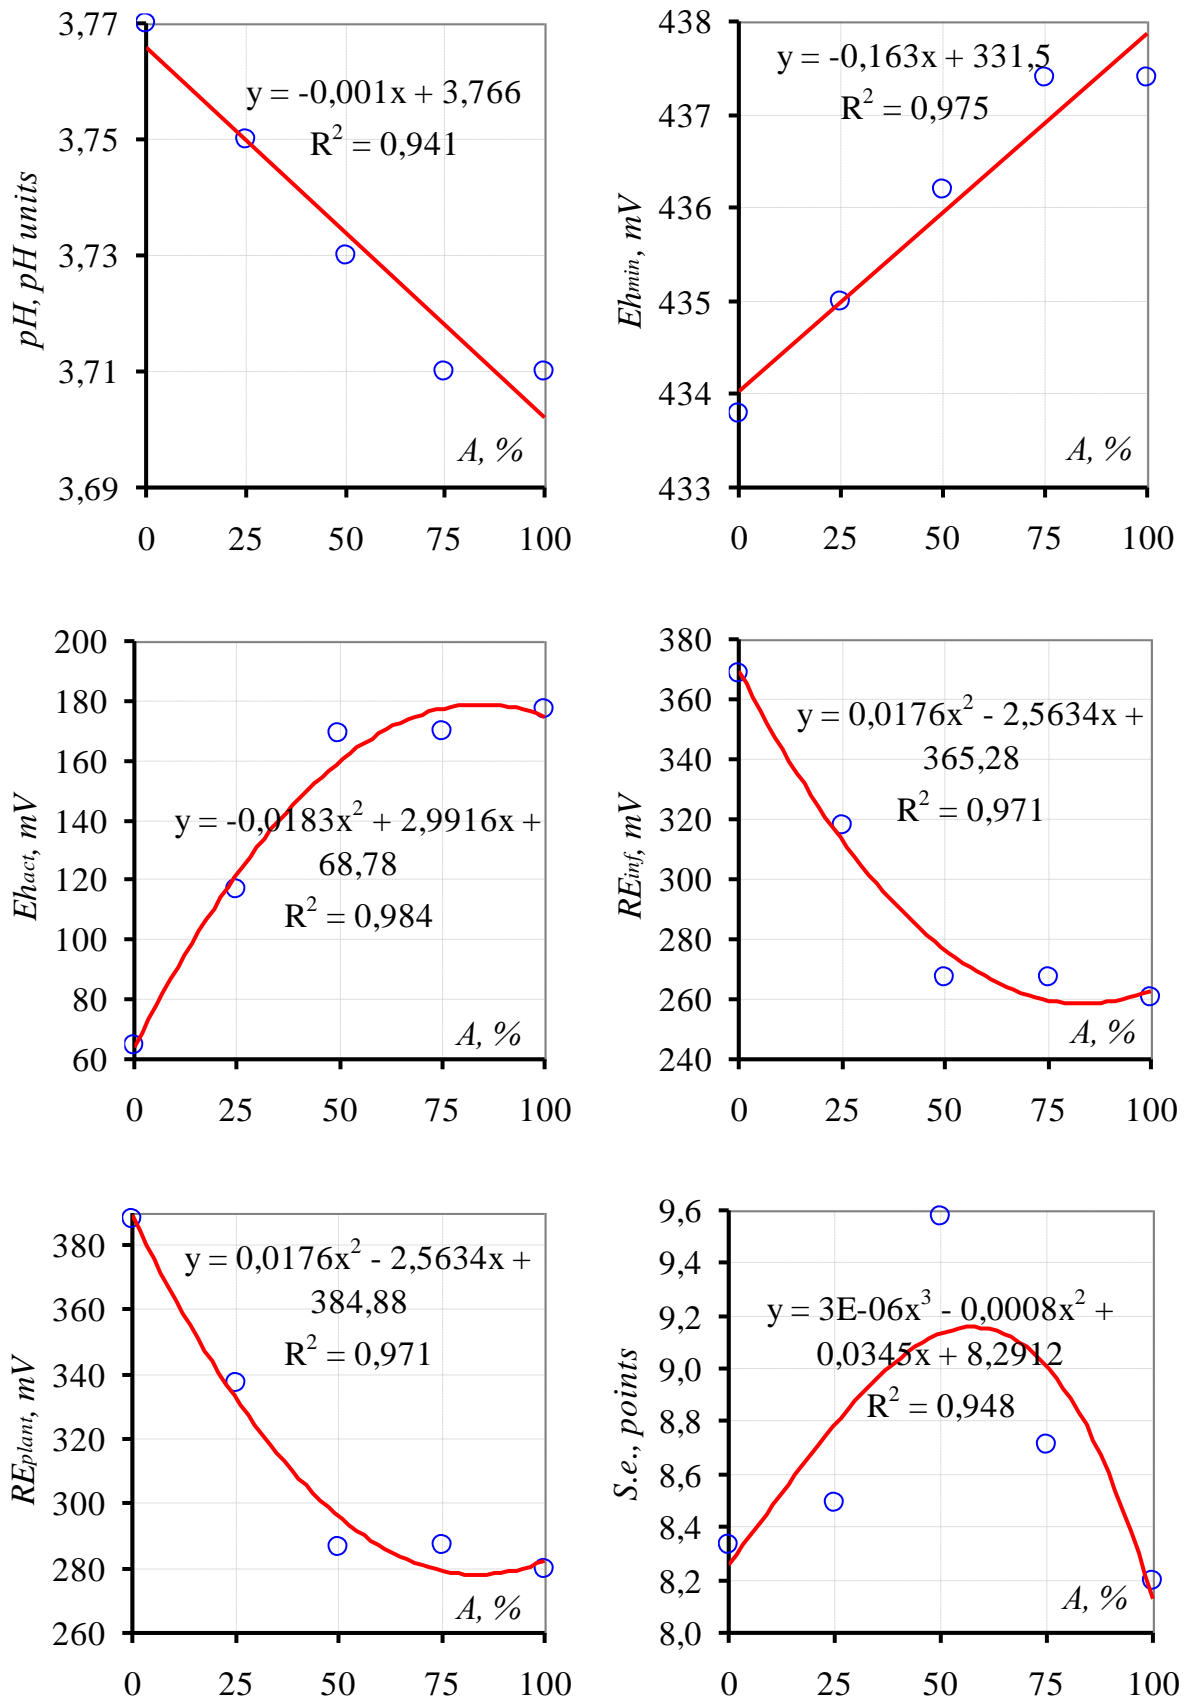 3,77
3,75
3,73
3,71
3,69
pH, pH units
y = -0,001x + 3,766
R² = 0,941
A, %
0 25 50 75 100
438
437
436
435
434
433
Ehmin, mV
y = -0,163x + 331,5
R² = 0,975
A, %
0 25 50 75 100
200
180
160
140
120
100
80
60
Ehact, mV
y = -0,0183x² + 2,9916x +
68,78
R² = 0,984
A, %
0 25 50 75 100
380
360
340
320
300
280
260
240
REinf, mV
y = 0,0176x² - 2,5634x +
365,28
R² = 0,971
A, %
0 25 50 75 100
380
360
340
320
300
280
260
REplant, mV
y = 0,0176x² - 2,5634x +
384,88
R² = 0,971
A, %
0 25 50 75 100
9,6
9,4
9,2
9,0
8,8
8,6
8,4
8,2
8,0
S.e., points
y = 3E-06x³ - 0,0008x² +
0,0345x + 8,2912
R² = 0,948
A, %
0 25 50 75 100